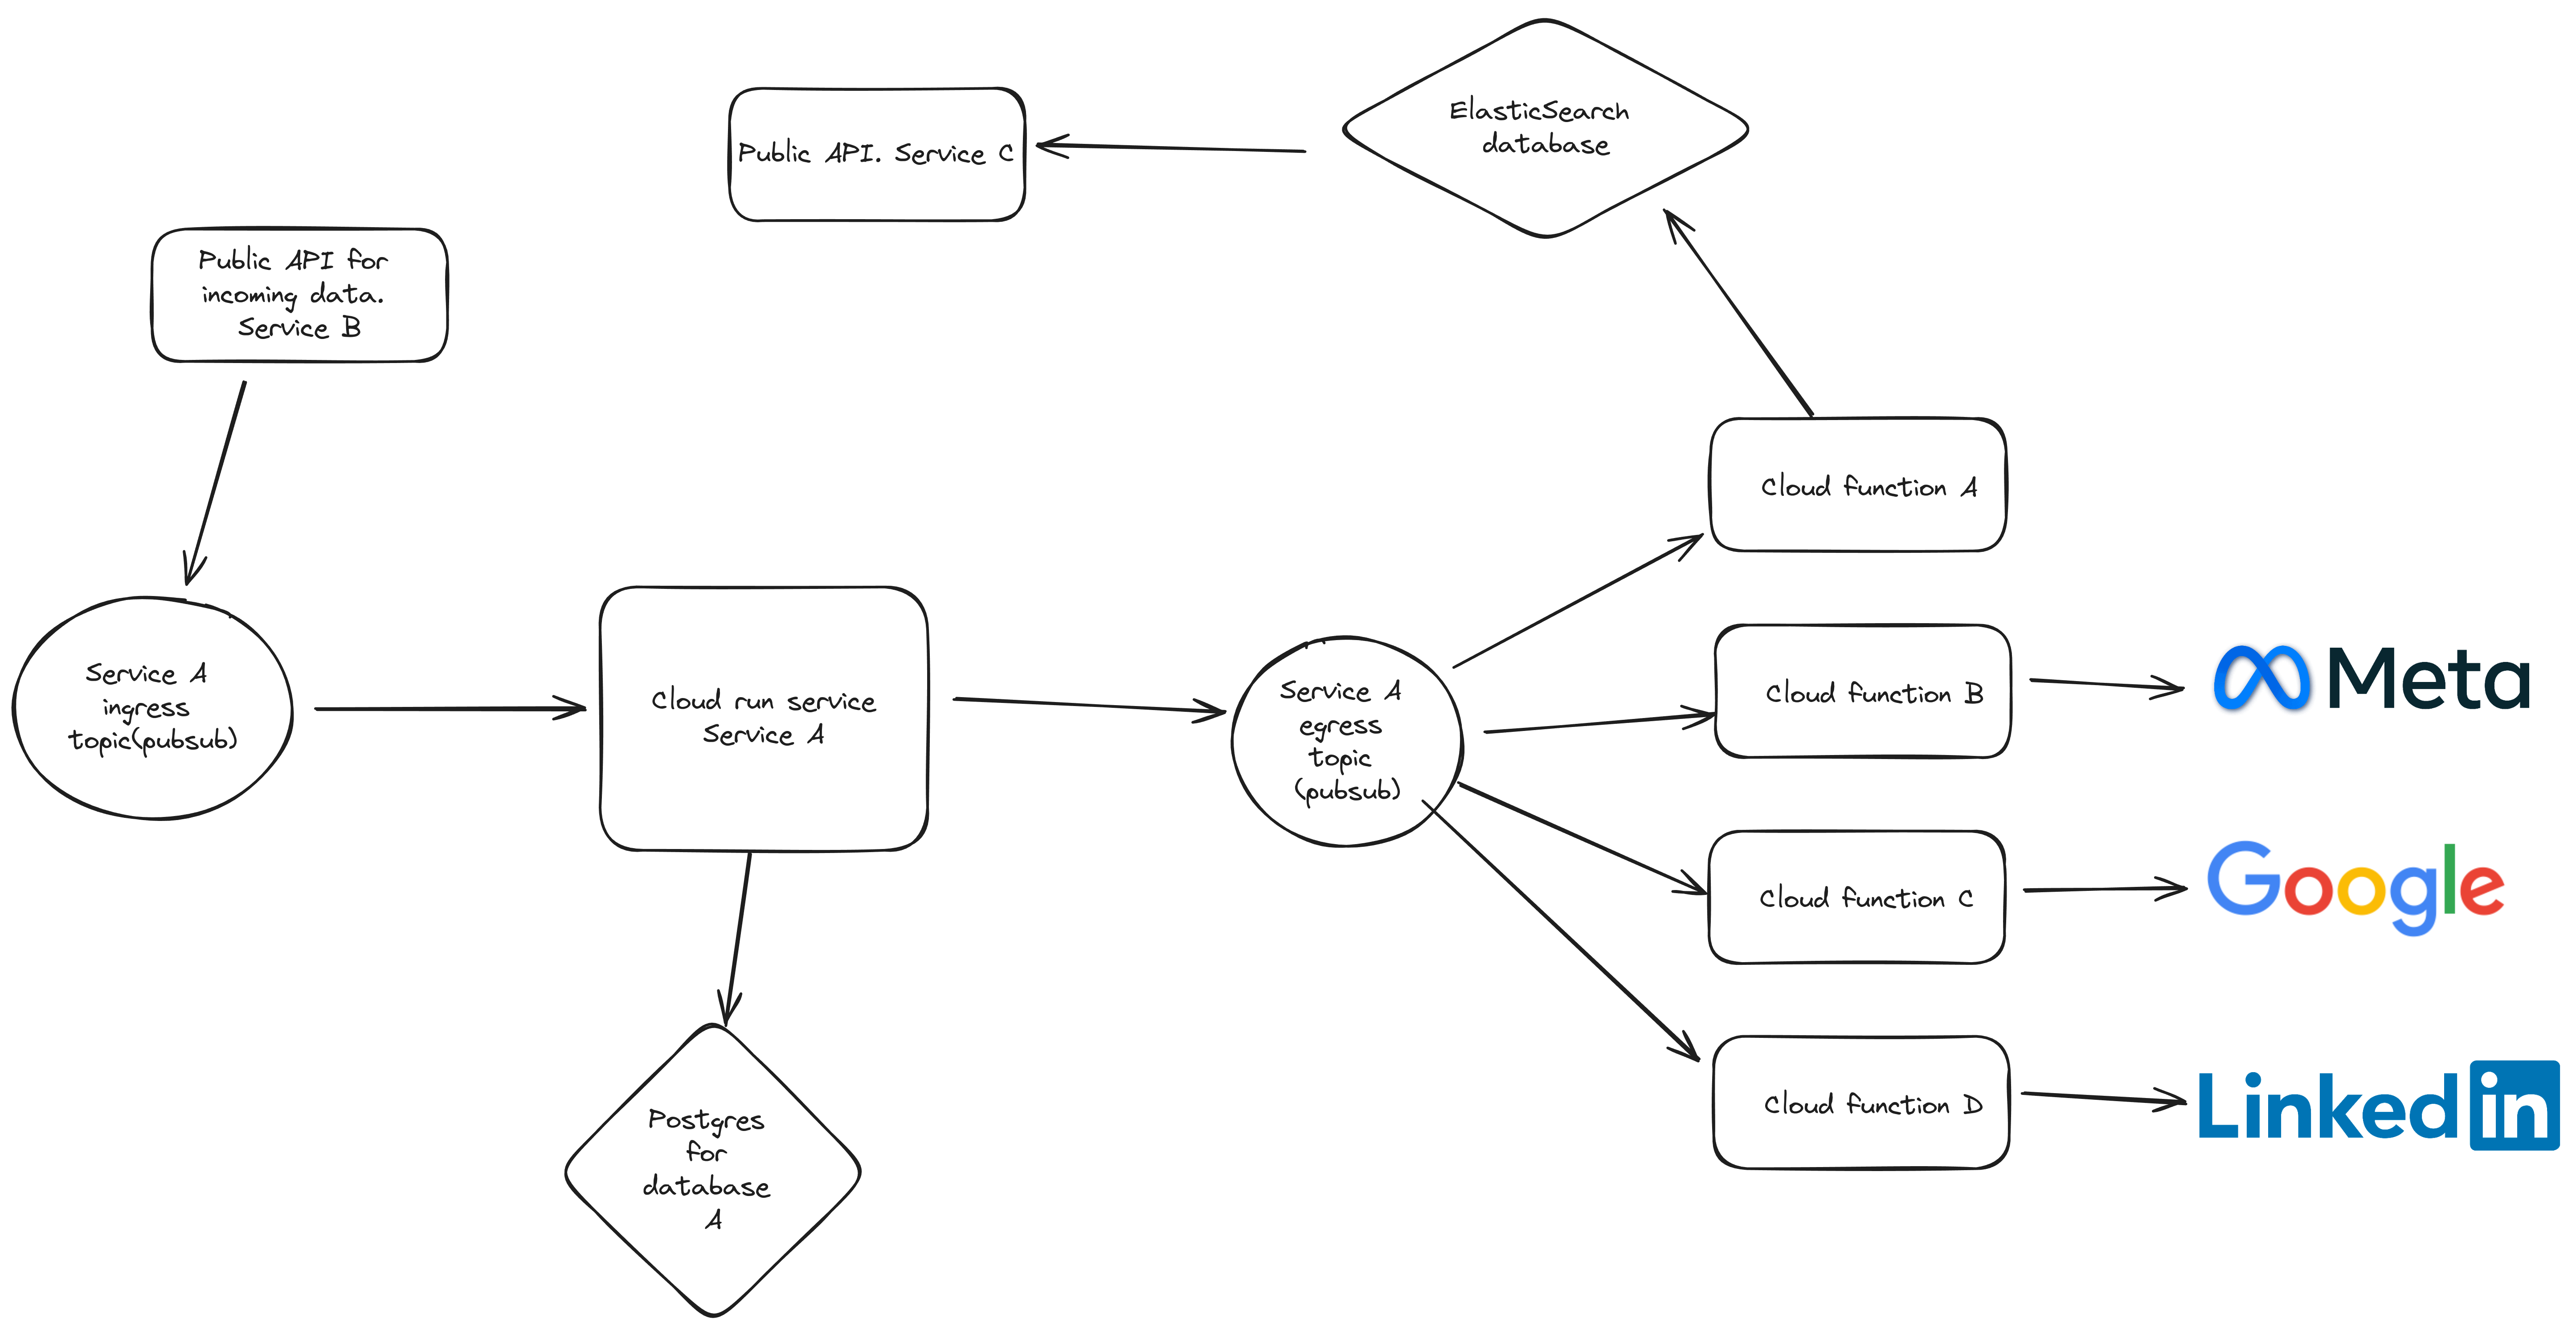 ElasticSearch
database
Public API. Service C
Public API for
incoming data.
Service B
Cloud function A
Service A
ingress
topic(pubsub)
Cloud run service
Service A
Service A
egress
topic
(pubsub)
Cloud function B
Meta
Cloud function C
Google
Cloud function D
Linkedin
Postgres
for
database
A